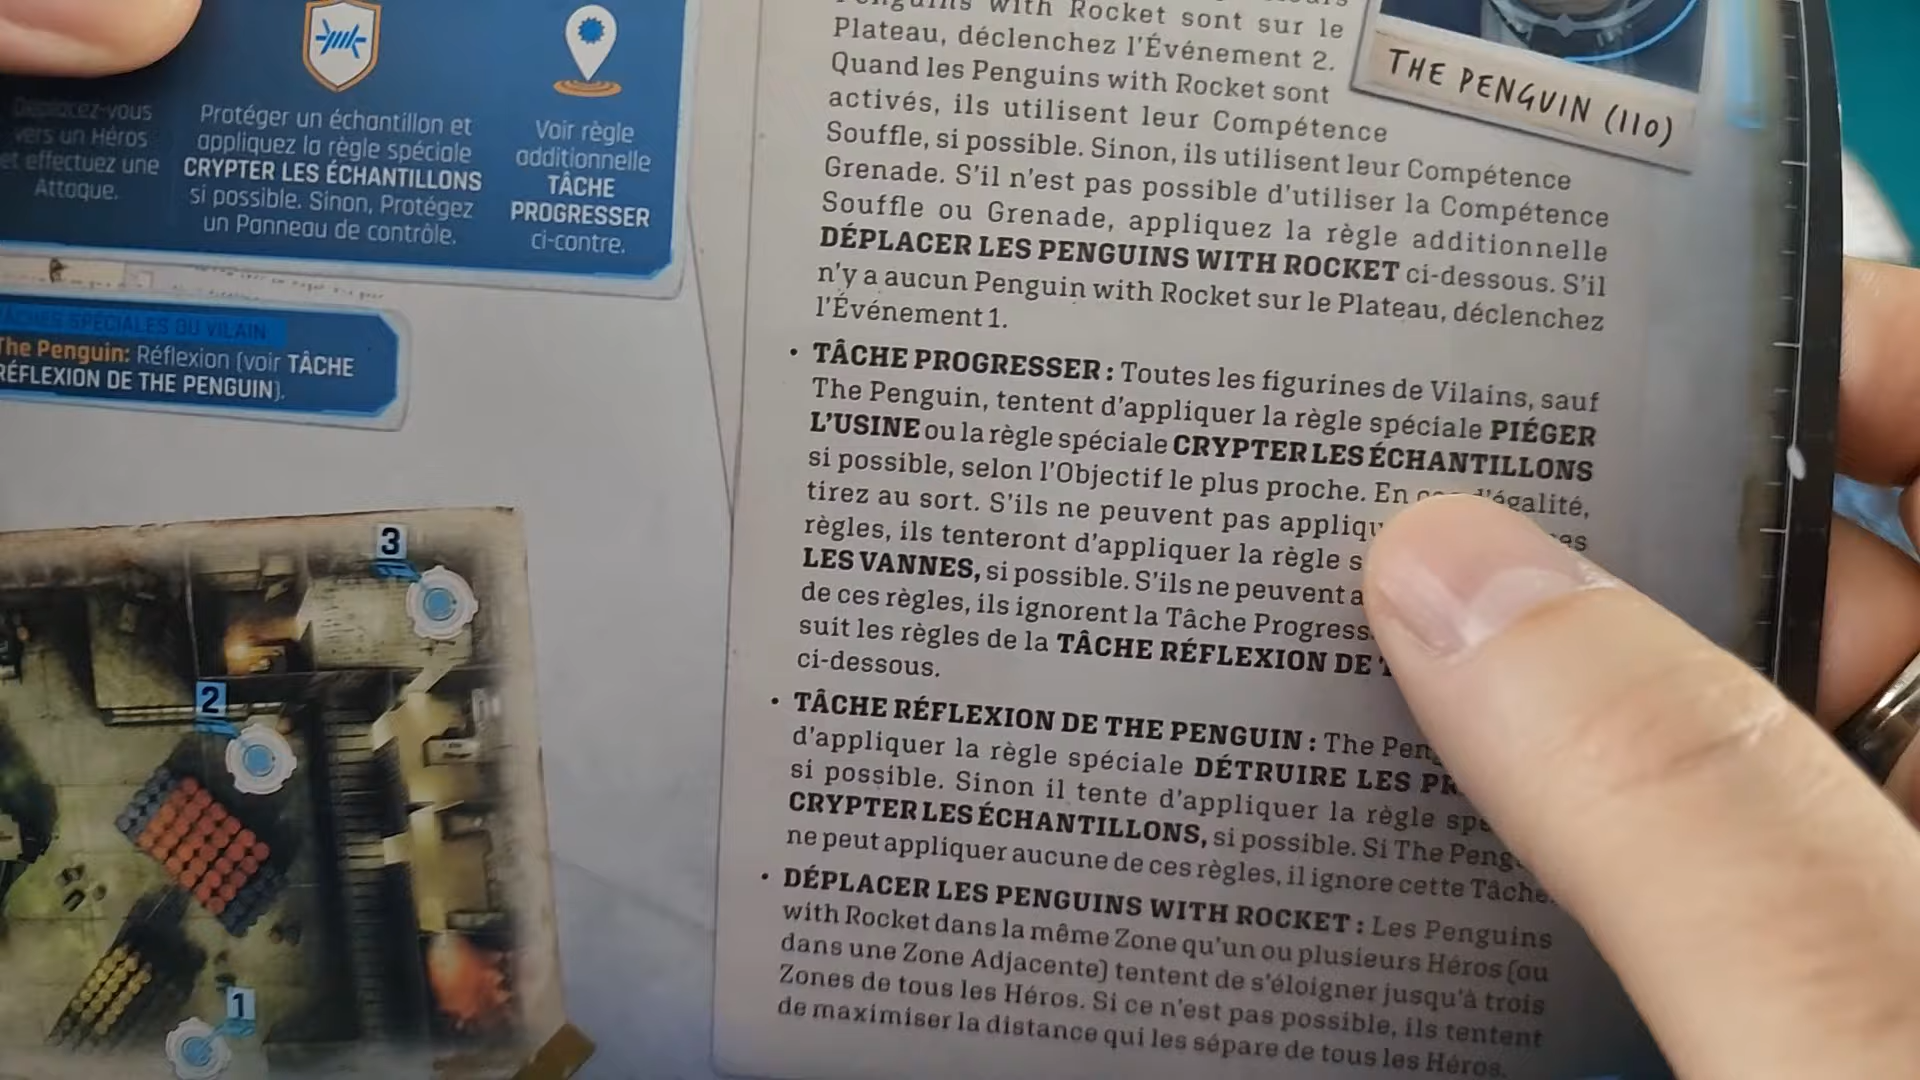 Déplacez-vous
vers un Héros
et effectuez une
Attaque.
Protéger un échantillon et
appliquez la règle spéciale
CRYPTER LES ÉCHANTILLONS
si possible. Sinon, Protégez
un Panneau de contrôle.
Voir règle
additionnelle
TÂCHE
PROGRESSER
ci-contre.
TÂCHES SPÉCIALES DU VILAIN
The Penguin: Réflexion (voir TÂCHE
RÉFLEXION DE THE PENGUIN).
3
2
1
THE PENGUIN (110)
Penguins with Rocket sont sur le
Plateau, déclenchez l'Événement 2.
Quand les Penguins with Rocket sont
activés, ils utilisent leur Compétence
Souffle, si possible. Sinon, ils utilisent leur Compétence
Grenade. S'il n'est pas possible d'utiliser la Compétence
Souffle ou Grenade, appliquez la règle additionnelle
DÉPLACER LES PENGUINS WITH ROCKET ci-dessous. S'il
n'y a aucun Penguin with Rocket sur le Plateau, déclenchez
l'Événement 1.
• TÂCHE PROGRESSER : Toutes les figurines de Vilains, sauf
The Penguin, tentent d'appliquer la règle spéciale PIÉGER
L'USINE ou la règle spéciale CRYPTER LES ÉCHANTILLONS
si possible, selon l'Objectif le plus proche. En d'égalité,
tirez au sort. S'ils ne peuvent pas
règles, ils tenteront d'appliquer la règle
LES VANNES, si possible. S'ils ne peuvent
de ces règles, ils ignorent la Tâche
suit les règles de la TÂCHE RÉFLEXION DE
ci-dessous.
• TÂCHE RÉFLEXION DE THE PENGUIN : The
d'appliquer la règle spéciale DÉTRUIRE LES
si possible. Sinon il tente d'appliquer la règle
CRYPTER LES ÉCHANTILLONS, si possible. Si The
ne peut appliquer aucune de ces règles, il ignore cette Tâche.
• DÉPLACER LES PENGUINS WITH ROCKET : Les Penguins
with Rocket dans la même Zone qu'un ou plusieurs Héros (ou
dans une Zone Adjacente) tentent de s'éloigner jusqu'à trois
Zones de tous les Héros. Si ce n'est pas possible, ils tentent
de maximiser la distance qui les sépare de tous les Héros.